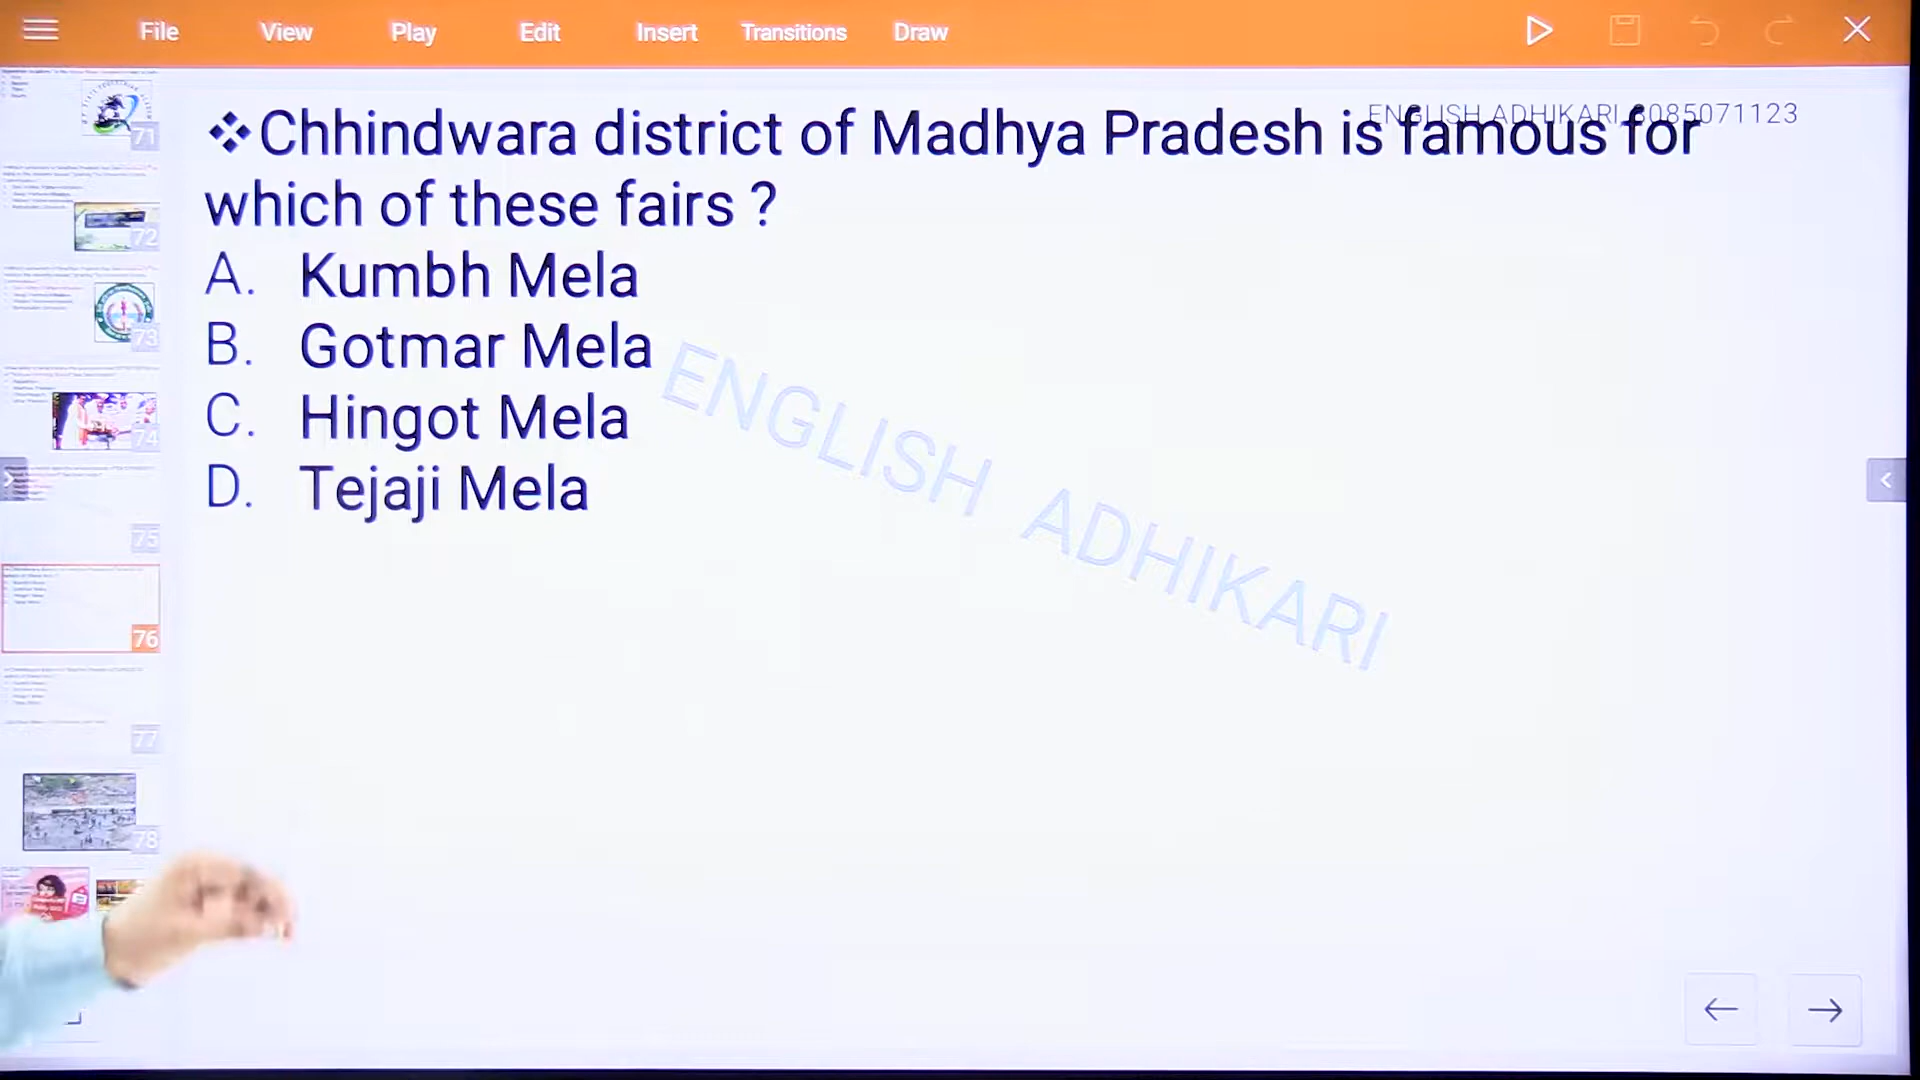 File View Play Edit Insert Transitions Draw
ENGLISH ADHIKARI 8085071123
❖Chhindwara district of Madhya Pradesh is famous for
which of these fairs ?
A. Kumbh Mela
B. Gotmar Mela
C. Hingot Mela
D. Tejaji Mela
ENGLISH ADHIKARI
71
72
73
74
75
76
77
78